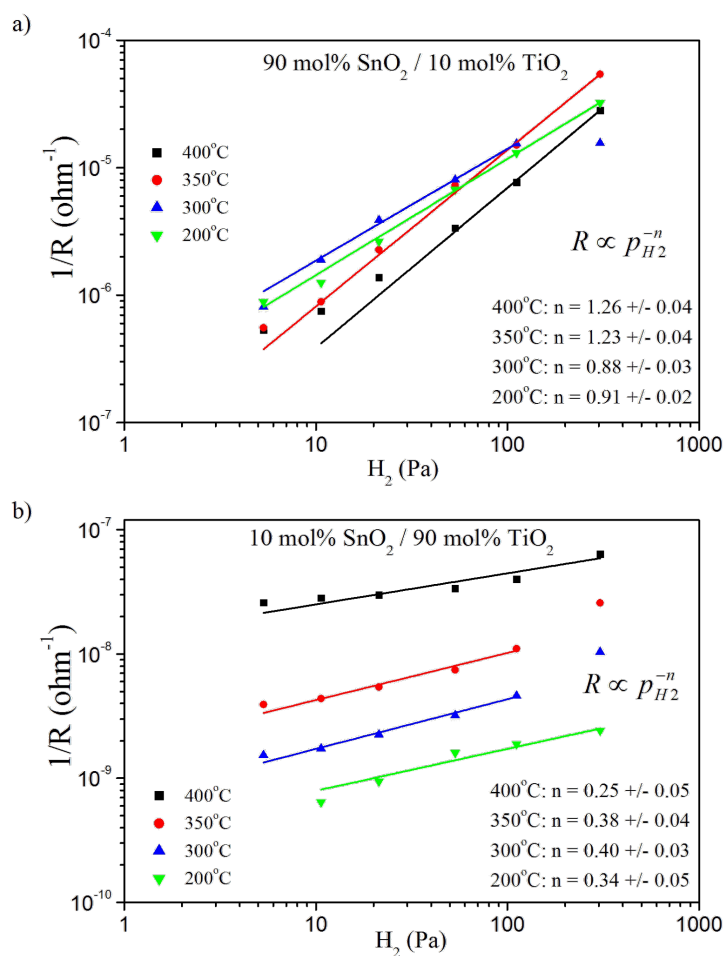 a)
10⁻⁴
90 mol% SnO₂ / 10 mol% TiO₂
400°C
350°C
300°C
200°C
10⁻⁵
1/R (ohm⁻¹)
R ∝ p_{H2}^{-n}
10⁻⁶
400°C: n = 1.26 +/- 0.04
350°C: n = 1.23 +/- 0.04
300°C: n = 0.88 +/- 0.03
200°C: n = 0.91 +/- 0.02
10⁻⁷
1 10 100 1000
H₂ (Pa)
b)
10⁻⁷
10 mol% SnO₂ / 90 mol% TiO₂
10⁻⁸
1/R (ohm⁻¹)
R ∝ p_{H2}^{-n}
10⁻⁹
400°C
350°C
300°C
200°C
400°C: n = 0.25 +/- 0.05
350°C: n = 0.38 +/- 0.04
300°C: n = 0.40 +/- 0.03
200°C: n = 0.34 +/- 0.05
10⁻¹⁰
1 10 100 1000
H₂ (Pa)